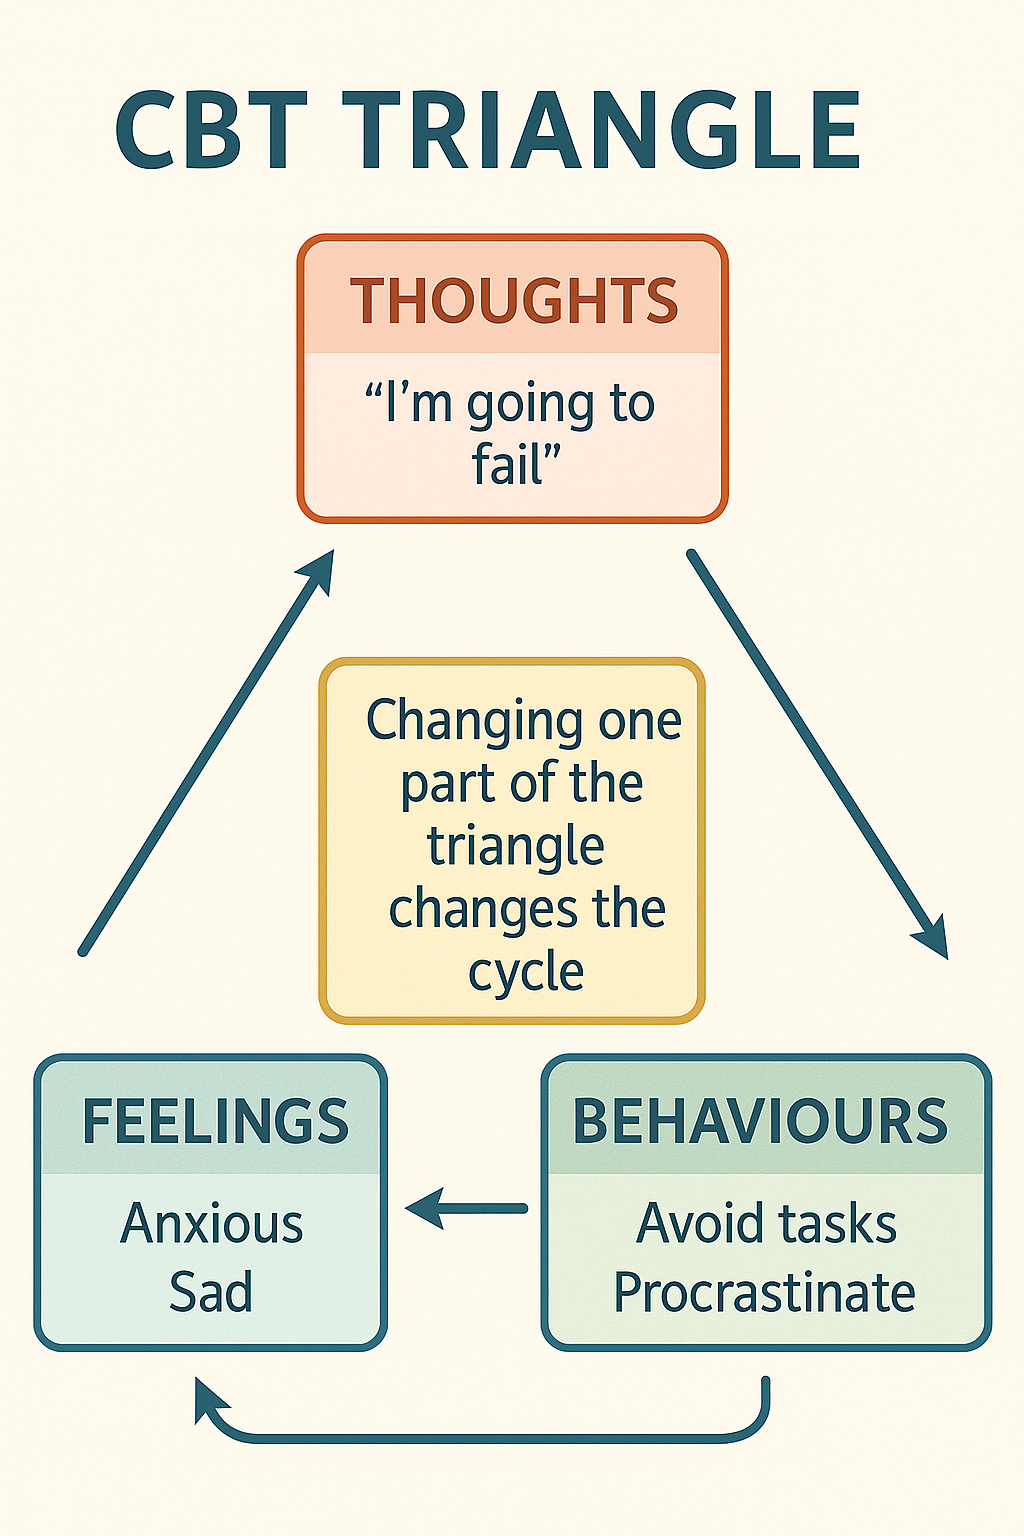 CBT TRIANGLE
THOUGHTS
“I’m going to
fail”
Changing one
part of the
triangle
changes the
cycle
FEELINGS
Anxious
Sad
BEHAVIOURS
Avoid tasks
Procrastinate